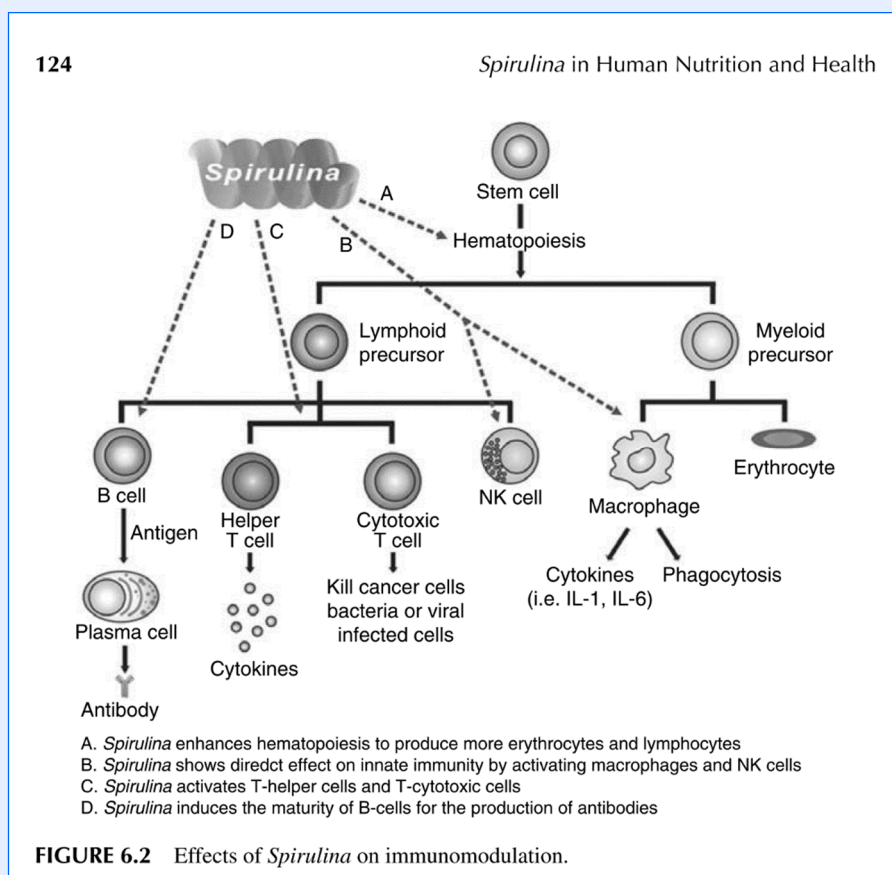 124
Spirulina in Human Nutrition and Health
Spirulina
A
B
C
D
Stem cell
Hematopoiesis
Lymphoid
precursor
Myeloid
precursor
B cell
Antigen
Plasma cell
Antibody
Helper
T cell
Cytokines
Cytotoxic
T cell
Kill cancer cells
bacteria or viral
infected cells
NK cell
Macrophage
Cytokines
(i.e. IL-1, IL-6)
Phagocytosis
Erythrocyte
A. Spirulina enhances hematopoiesis to produce more erythrocytes and lymphocytes
B. Spirulina shows diredct effect on innate immunity by activating macrophages and NK cells
C. Spirulina activates T-helper cells and T-cytotoxic cells
D. Spirulina induces the maturity of B-cells for the production of antibodies
FIGURE 6.2 Effects of Spirulina on immunomodulation.